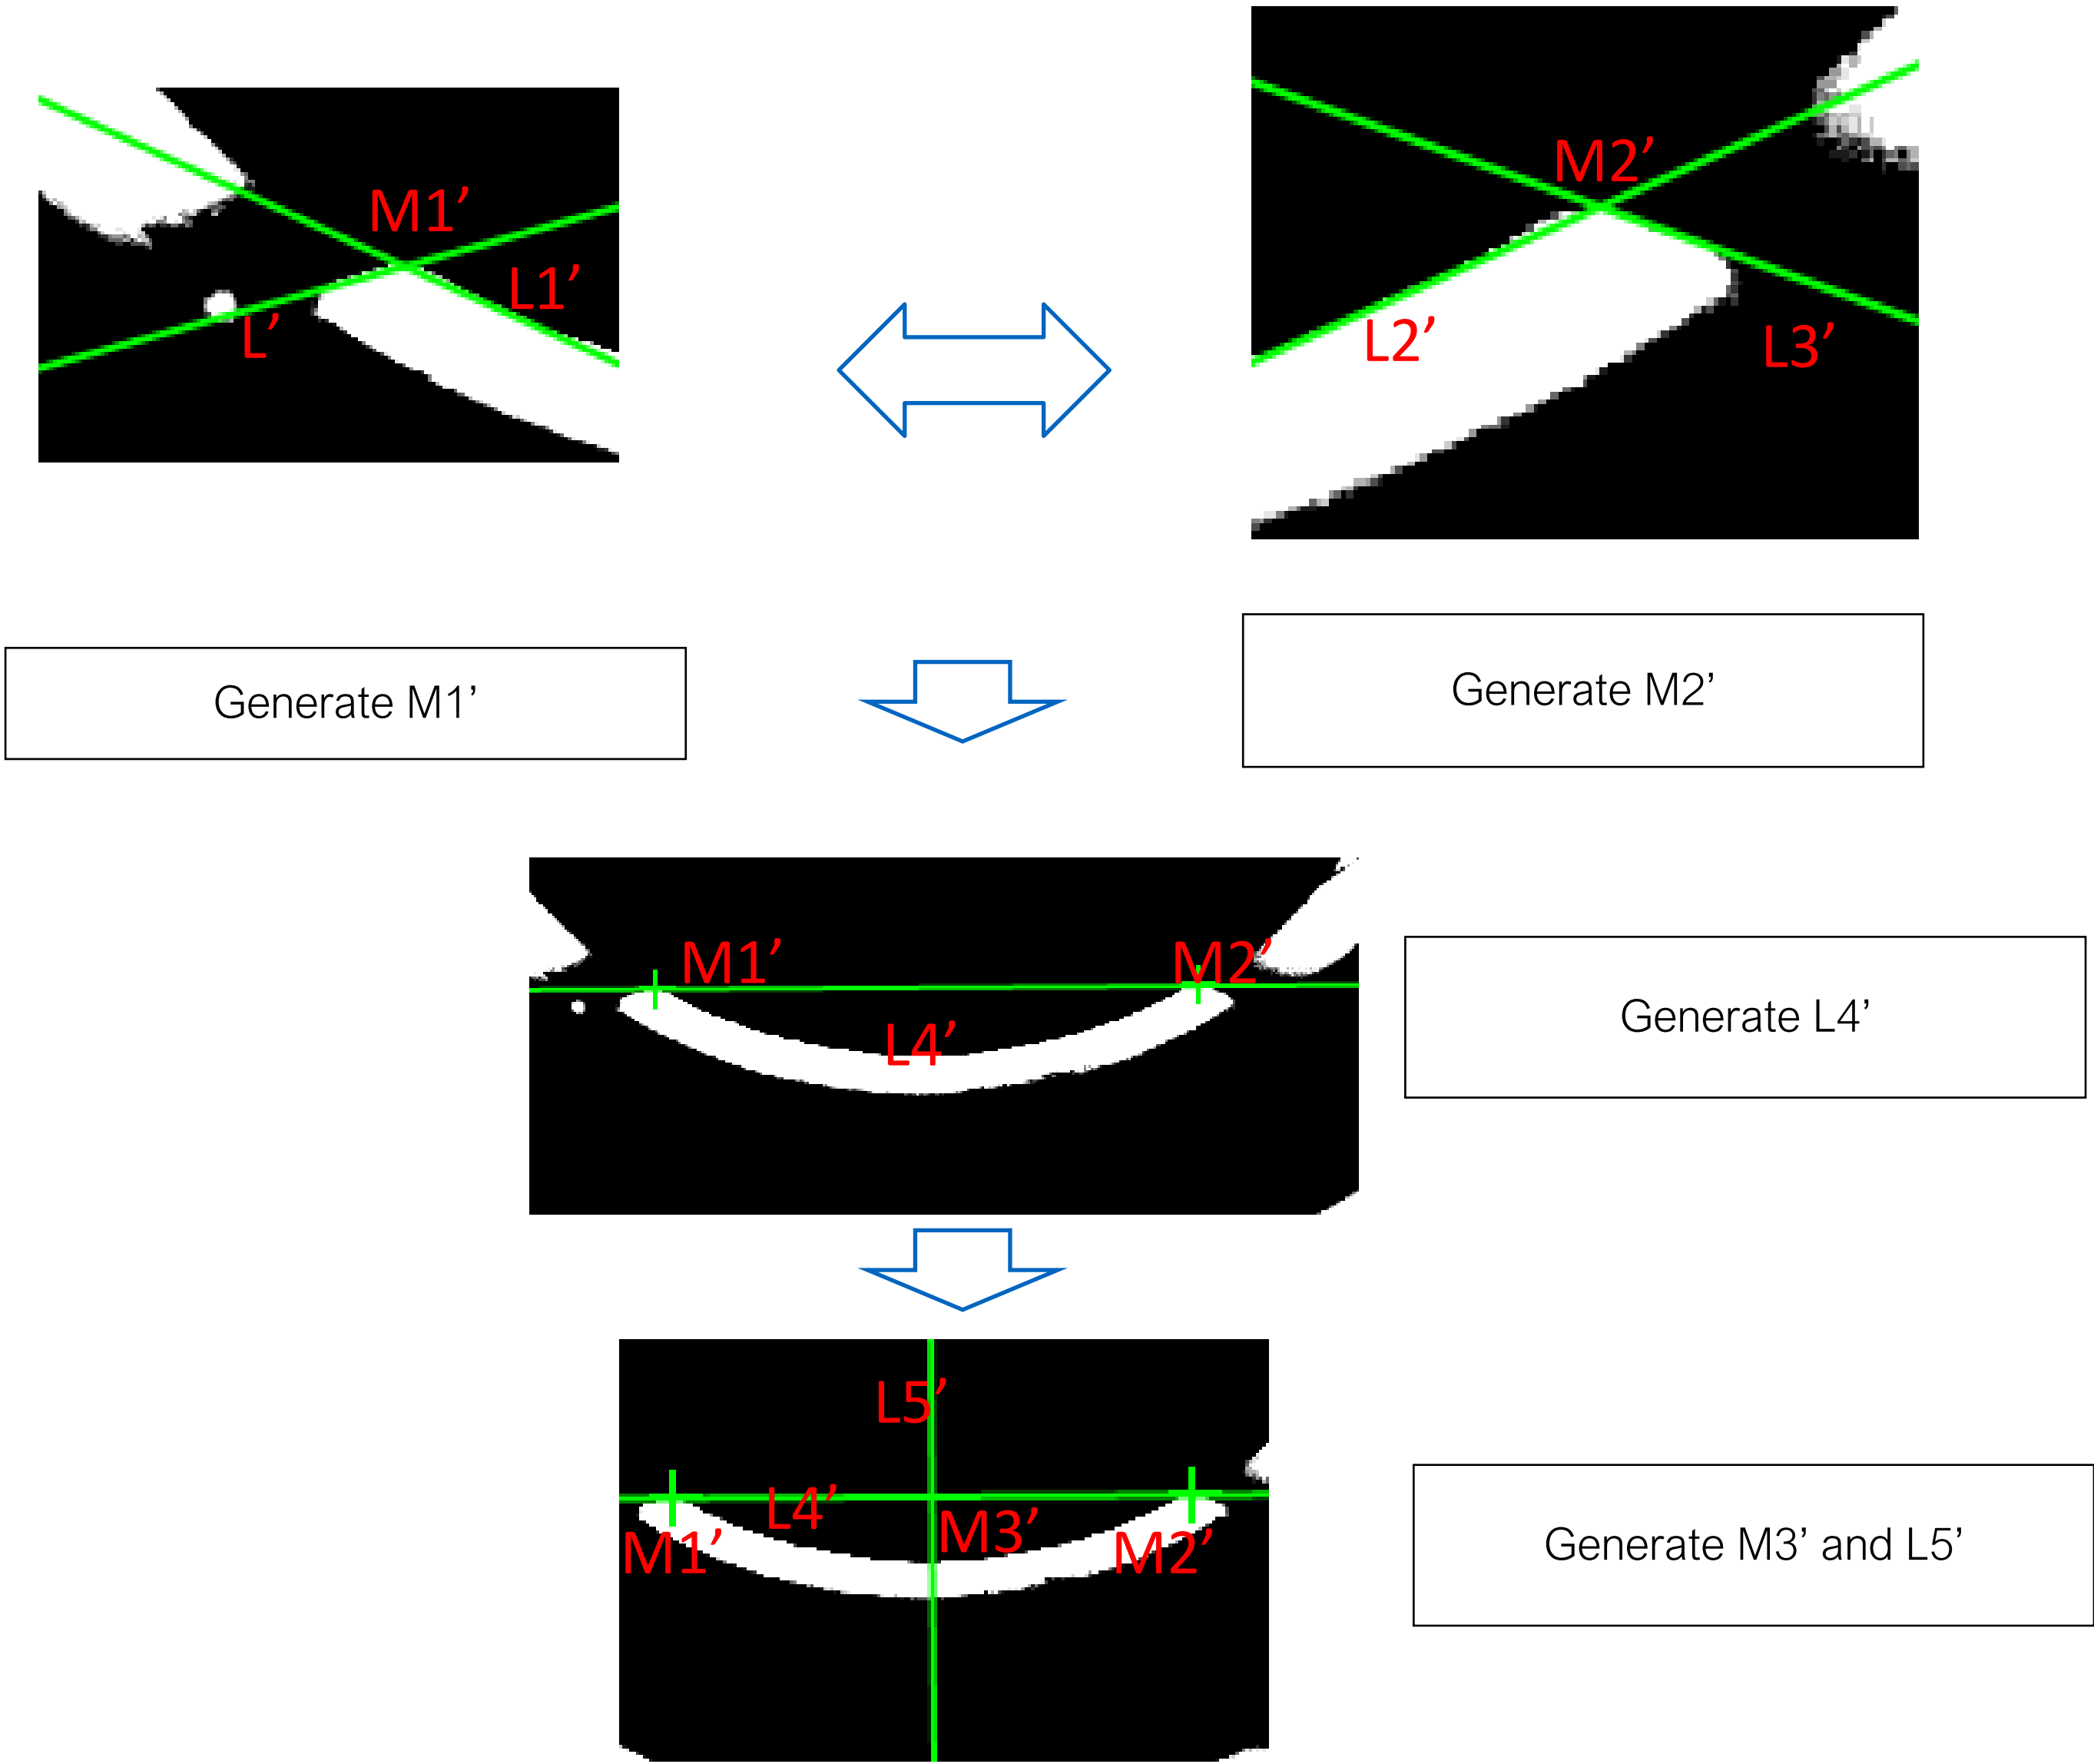 M1’
L1’
L’
M2’
L2’
L3’
Generate M1’
Generate M2’
M1’
M2’
L4’
Generate L4’
L5’
L4’
M1’
M3’
M2’
Generate M3’ and L5’